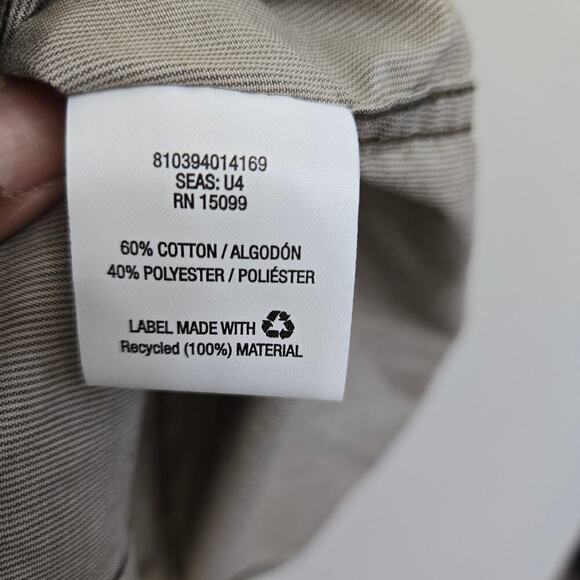 810394014169
SEAS: U4
RN 15099
60% COTTON / ALGODÓN
40% POLYESTER / POLIÉSTER
LABEL MADE WITH
Recycled (100%) MATERIAL